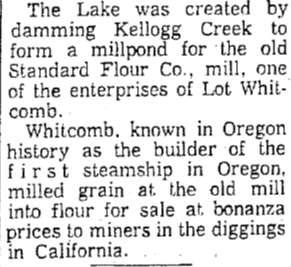 The Lake was created by
damming Kellogg Creek to
form a millpond for the old
Standard Flour Co., mill, one
of the enterprises of Lot Whit-
comb.
Whitcomb, known in Oregon
history as the builder of the
first steamship in Oregon,
milled grain at the old mill
into flour for sale at bonanza
prices to miners in the diggings
in California.